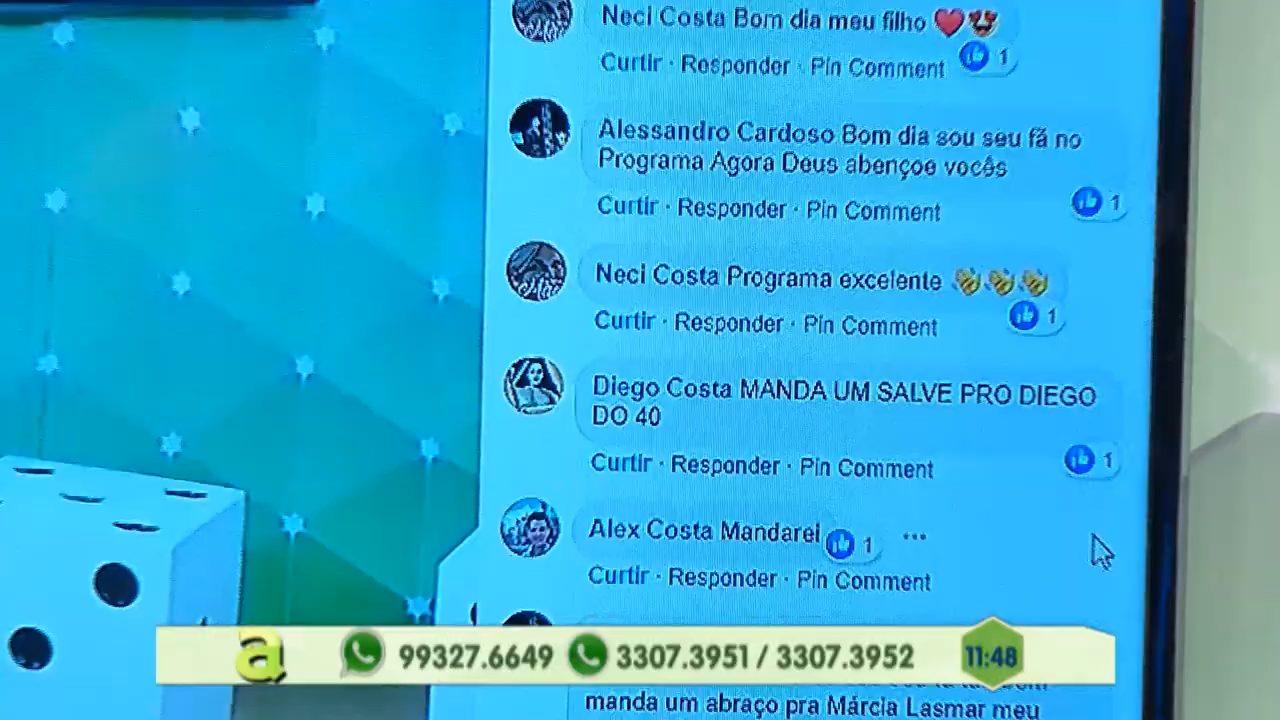 Neci Costa Bom dia meu filho
Curtir · Responder · Pin Comment 1
Alessandro Cardoso Bom dia sou seu fã no
Programa Agora Deus abençoe vocês
Curtir · Responder · Pin Comment 1
Neci Costa Programa excelente
Curtir · Responder · Pin Comment 1
Diego Costa MANDA UM SALVE PRO DIEGO
DO 40
Curtir · Responder · Pin Comment 1
Alex Costa Mandarei 1 ...
Curtir · Responder · Pin Comment
a 99327.6649 3307.3951 / 3307.3952 11:48
manda um abraço pra Márcia Lasmar meu